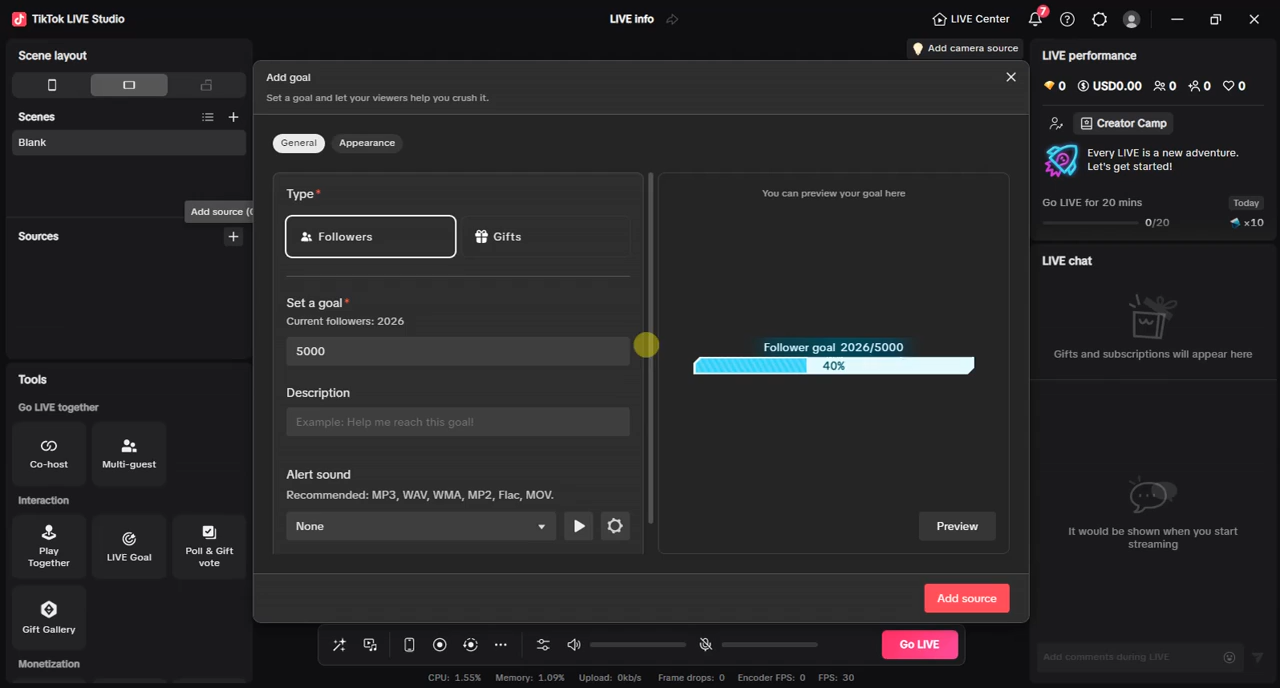 TikTok LIVE Studio
LIVE info
LIVE Center
7
Add camera source
Scene layout
Scenes
Blank
Add source (0
Sources
Tools
Go LIVE together
Co-host
Multi-guest
Interaction
Play
Together
LIVE Goal
Poll & Gift
vote
Gift Gallery
Monetization
Add goal
Set a goal and let your viewers help you crush it.
General
Appearance
Type*
Followers
Gifts
Set a goal*
Current followers: 2026
5000
Description
Example: Help me reach this goal!
Alert sound
Recommended: MP3, WAV, WMA, MP2, Flac, MOV.
None
You can preview your goal here
Follower goal 2026/5000
40%
Preview
Add source
Go LIVE
CPU: 1.55% Memory: 1.09% Upload: 0kb/s Frame drops: 0 Encoder FPS: 0 FPS: 30
LIVE performance
0 USD0.00 0 0 0
Creator Camp
Every LIVE is a new adventure.
Let's get started!
Go LIVE for 20 mins
Today
0/20
x10
LIVE chat
Gifts and subscriptions will appear here
It would be shown when you start
streaming
Add comments during LIVE